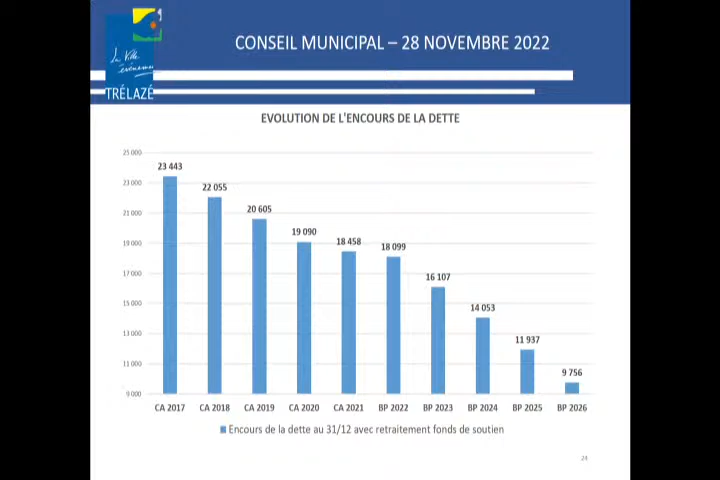 CONSEIL MUNICIPAL – 28 NOVEMBRE 2022
La Ville
événement
TRÉLAZÉ
EVOLUTION DE L'ENCOURS DE LA DETTE
25 000
23 000
21 000
19 000
17 000
15 000
13 000
11 000
9 000
23 443
22 055
20 605
19 090
18 458
18 099
16 107
14 053
11 937
9 756
CA 2017 CA 2018 CA 2019 CA 2020 CA 2021 BP 2022 BP 2023 BP 2024 BP 2025 BP 2026
Encours de la dette au 31/12 avec retraitement fonds de soutien
24